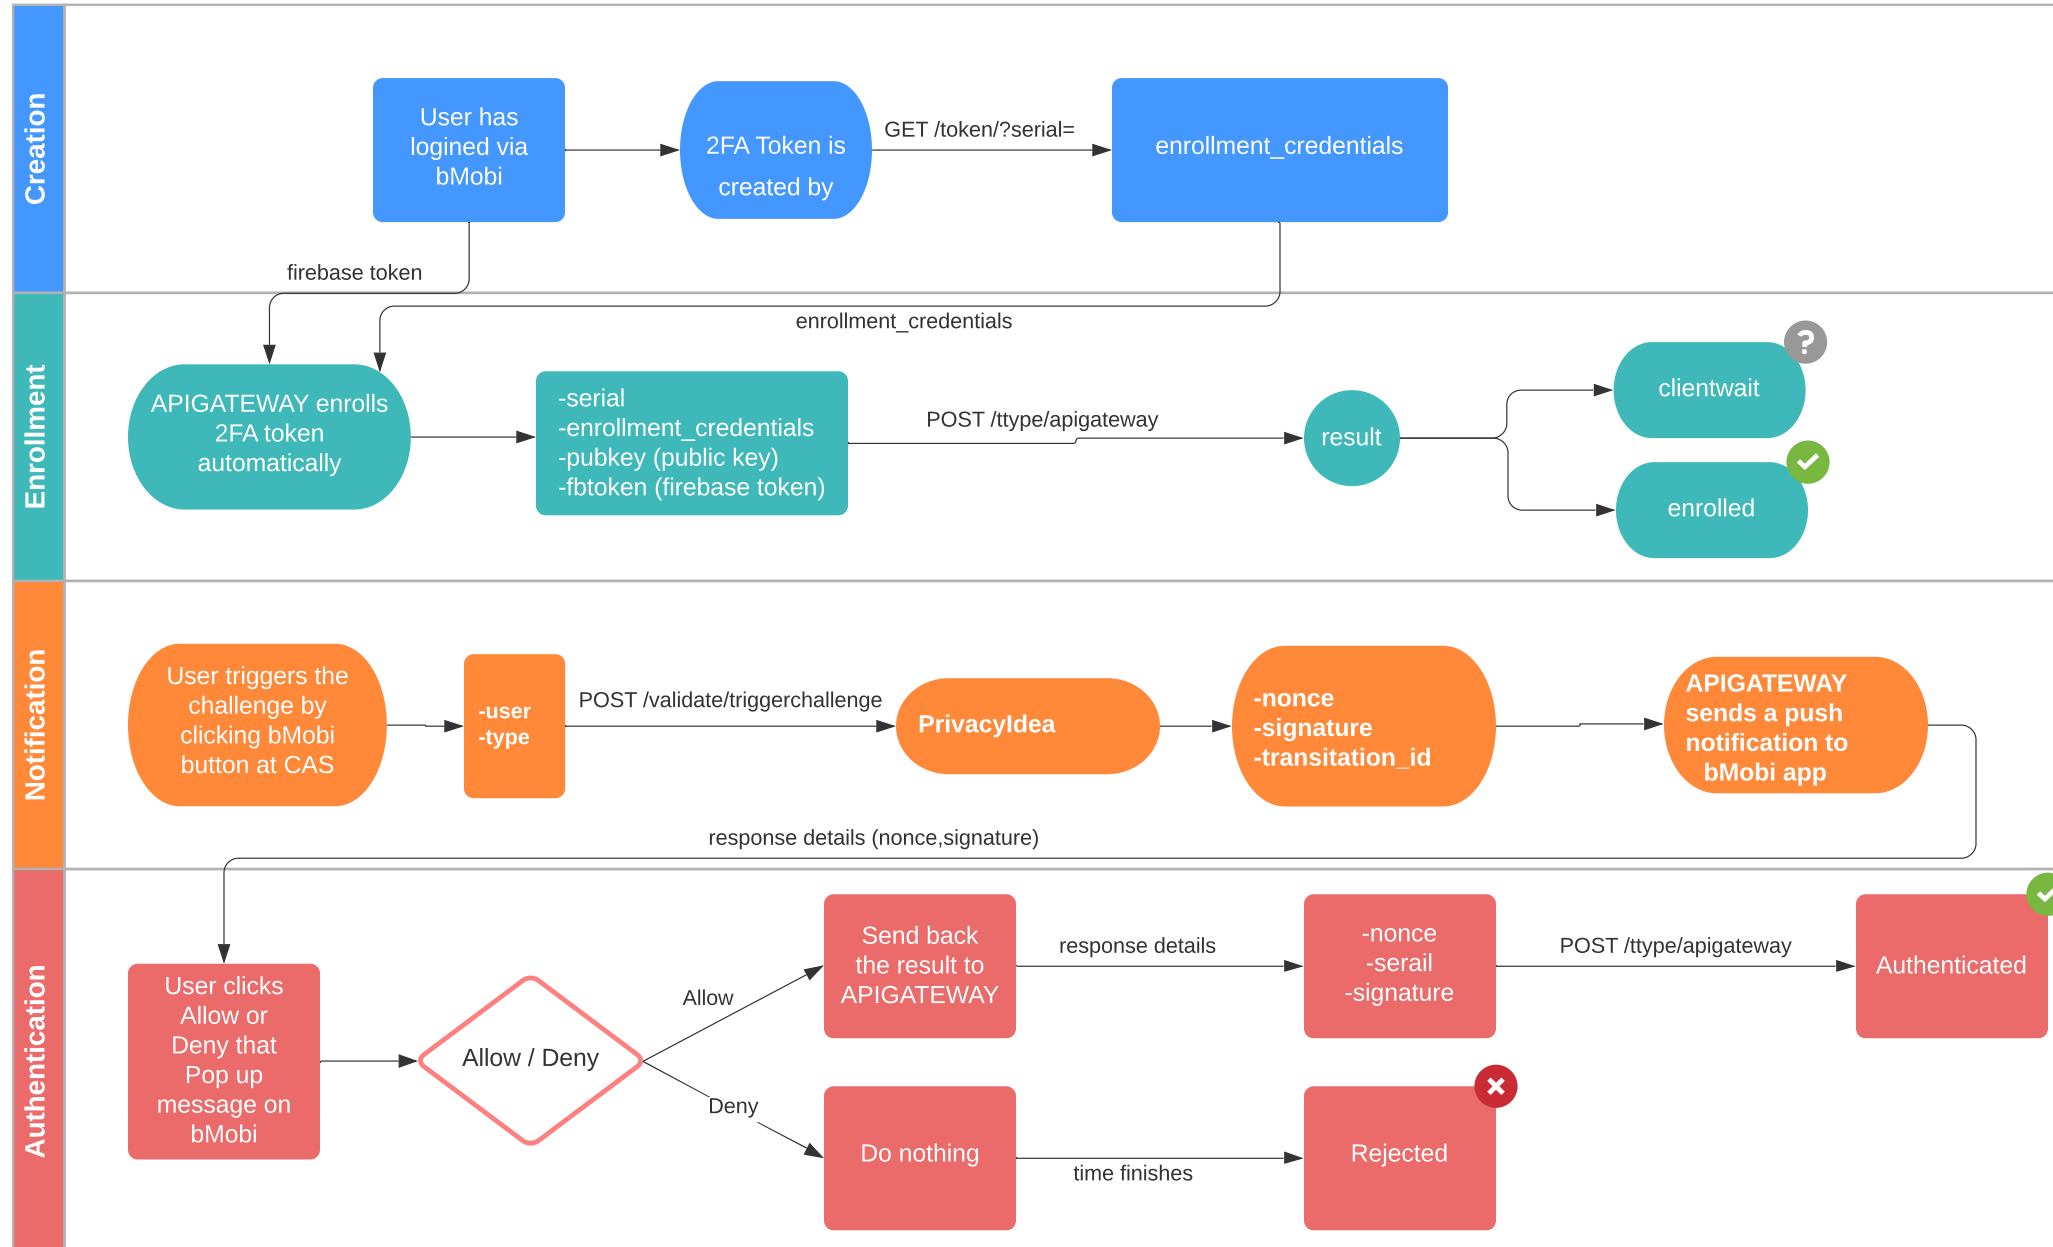 Creation
User has
logined via
bMobi
2FA Token is
created by
GET /token/?serial=
enrollment_credentials
firebase token
enrollment_credentials
Enrollment
APIGATEWAY enrolls
2FA token
automatically
-serial
-enrollment_credentials
-pubkey (public key)
-fbtoken (firebase token)
POST /ttype/apigateway
result
clientwait
?
enrolled
Notification
User triggers the
challenge by
clicking bMobi
button at CAS
-user
-type
POST /validate/triggerchallenge
PrivacyIdea
-nonce
-signature
-transitation_id
APIGATEWAY
sends a push
notification to
bMobi app
response details (nonce,signature)
Authentication
User clicks
Allow or
Deny that
Pop up
message on
bMobi
Allow / Deny
Allow
Send back
the result to
APIGATEWAY
response details
-nonce
-serail
-signature
POST /ttype/apigateway
Authenticated
Deny
Do nothing
time finishes
Rejected